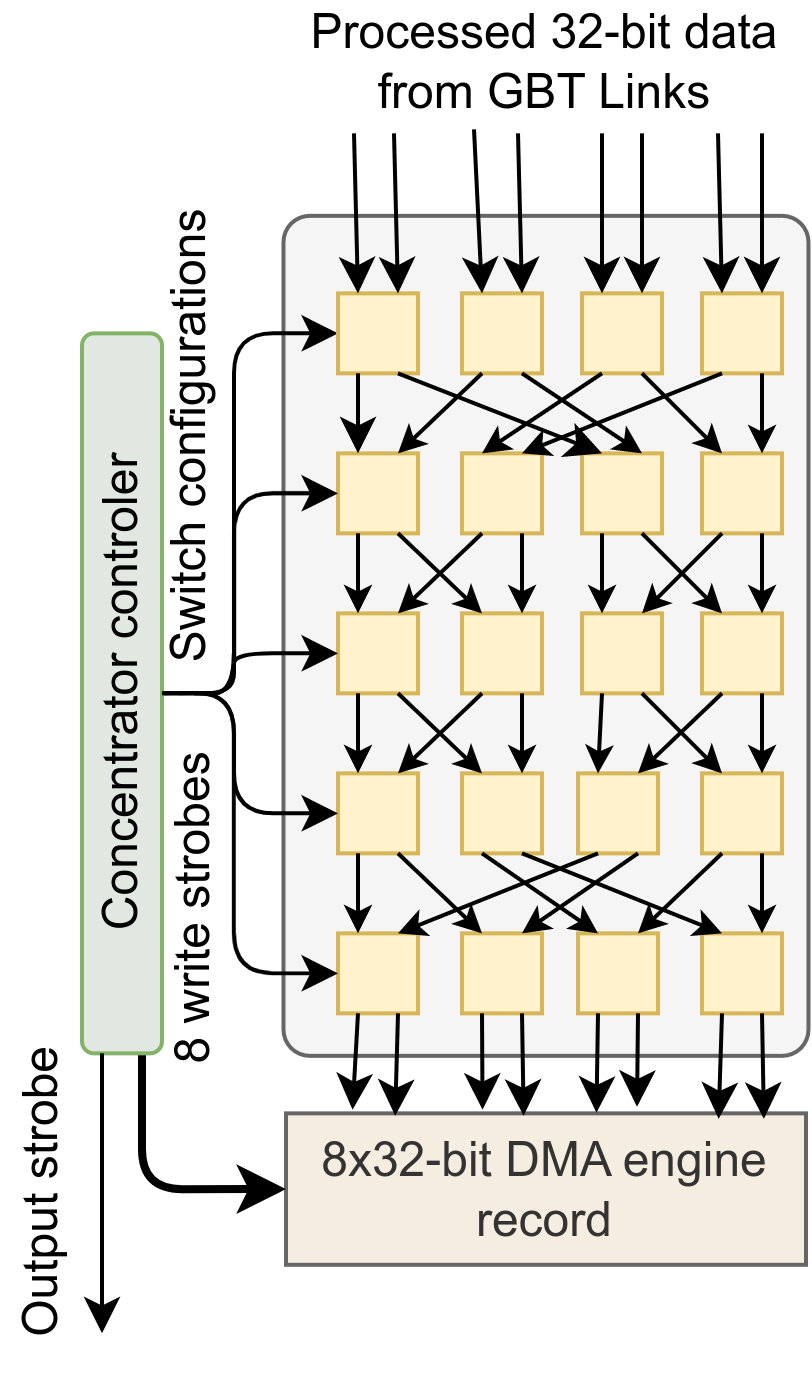 Processed 32-bit data
from GBT Links
Switch configurations
Concentrator controler
8 write strobes
Output strobe
8x32-bit DMA engine
record